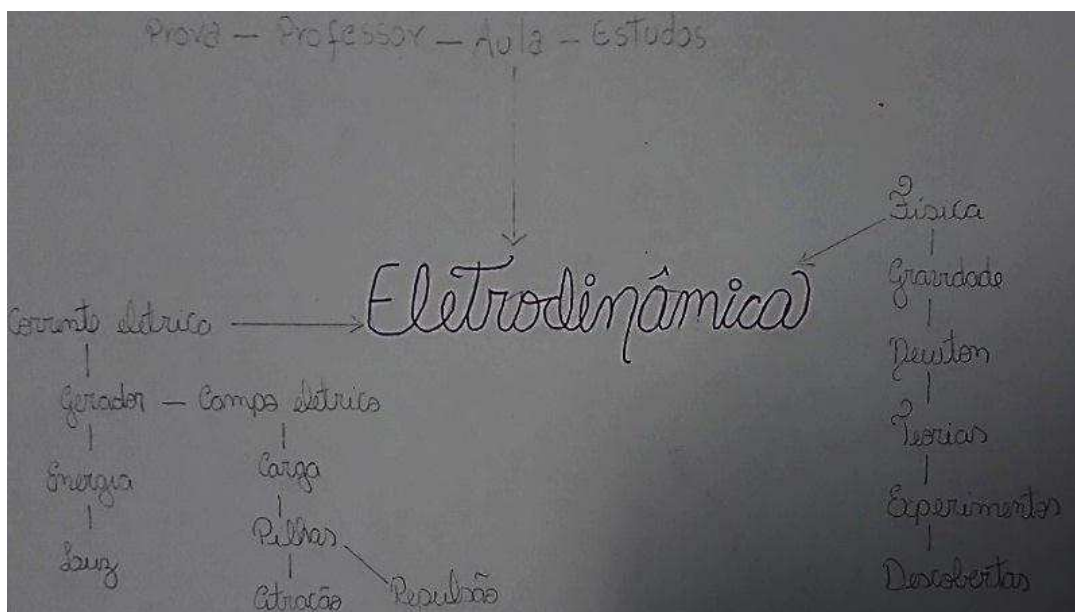 Prova - Professor - Aula - Estudos
Física
Gravidade
Eletrodinâmica
Corrente elétrica
Newton
Gerador - Campo elétrico
Teorias
Carga
Energia
Experimentos
Pilhas
Luz
Descobertas
Atração Repulsão